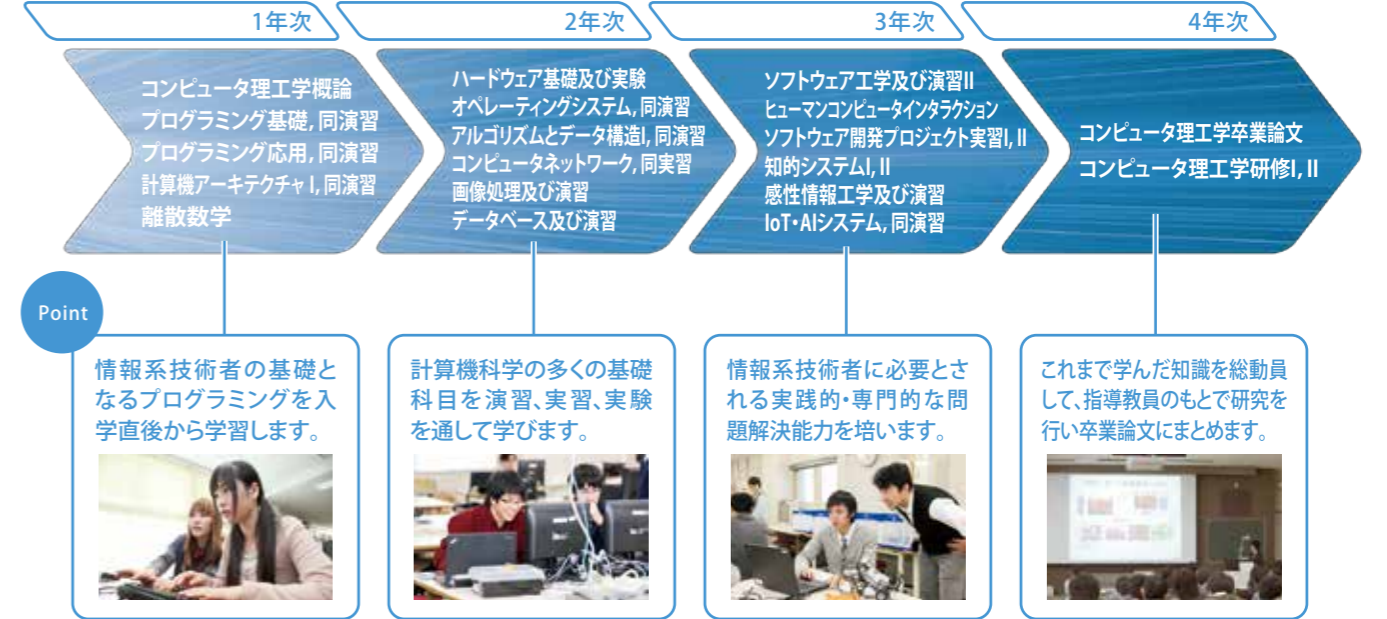 1年次
コンピュータ理工学概論
プログラミング基礎, 同演習
プログラミング応用, 同演習
計算機アーキテクチャ I, 同演習
離散数学
2年次
ハードウェア基礎及び実験
オペレーティングシステム, 同演習
アルゴリズムとデータ構造I, 同演習
コンピュータネットワーク, 同実習
画像処理及び演習
データベース及び演習
3年次
ソフトウェア工学及び演習II
ヒューマンコンピュータインタラクション
ソフトウェア開発プロジェクト実習I, II
知的システムI, II
感性情報工学及び演習
IoT・AIシステム, 同演習
4年次
コンピュータ理工学卒業論文
コンピュータ理工学研修I, II
Point
情報系技術者の基礎と
なるプログラミングを入
学直後から学習します。
計算機科学の多くの基礎
科目を演習、実習、実験
を通して学びます。
情報系技術者に必要とさ
れる実践的・専門的な問
題解決能力を培います。
これまで学んだ知識を総動員
して、指導教員のもとで研究を
行い卒業論文にまとめます。